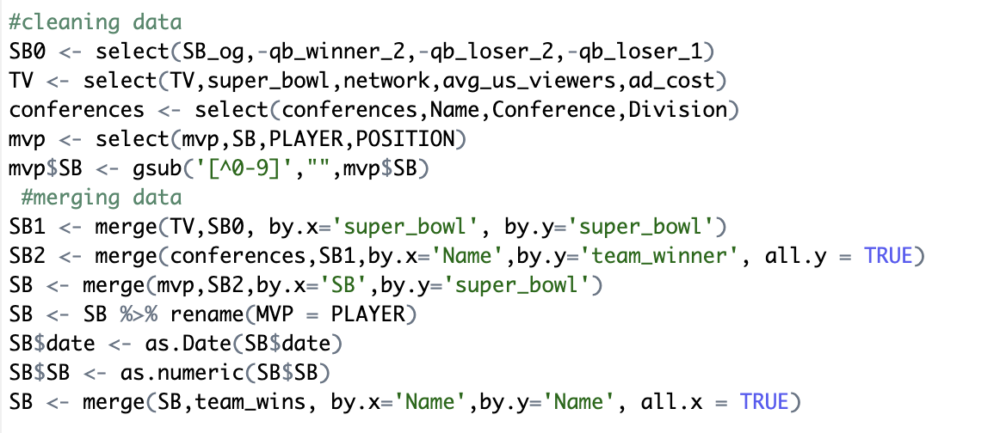 #cleaning data
SB0 <- select(SB_og,-qb_winner_2,-qb_loser_2,-qb_loser_1)
TV <- select(TV,super_bowl,network,avg_us_viewers,ad_cost)
conferences <- select(conferences,Name,Conference,Division)
mvp <- select(mvp,SB,PLAYER,POSITION)
mvp$SB <- gsub('[^0-9]',"",mvp$SB)
 #merging data
SB1 <- merge(TV,SB0, by.x='super_bowl', by.y='super_bowl')
SB2 <- merge(conferences,SB1,by.x='Name',by.y='team_winner', all.y = TRUE)
SB <- merge(mvp,SB2,by.x='SB',by.y='super_bowl')
SB <- SB %>% rename(MVP = PLAYER)
SB$date <- as.Date(SB$date)
SB$SB <- as.numeric(SB$SB)
SB <- merge(SB,team_wins, by.x='Name',by.y='Name', all.x = TRUE)